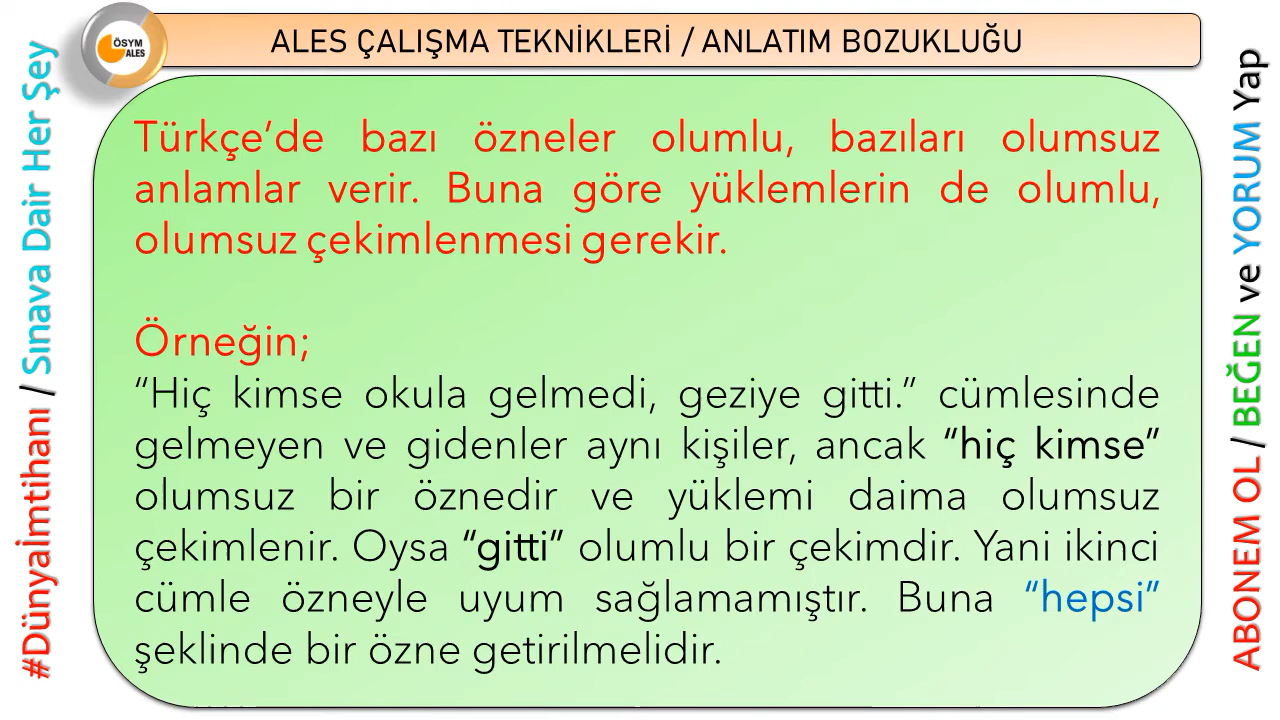 ÖSYM
ALES
ALES ÇALIŞMA TEKNİKLERİ / ANLATIM BOZUKLUĞU
#Dünyaİmtihanı / Sınava Dair Her Şey
Türkçe’de bazı özneler olumlu, bazıları olumsuz
anlamlar verir. Buna göre yüklemlerin de olumlu,
olumsuz çekimlenmesi gerekir.
Örneğin;
“Hiç kimse okula gelmedi, geziye gitti.” cümlesinde
gelmeyen ve gidenler aynı kişiler, ancak “hiç kimse”
olumsuz bir öznedir ve yüklemi daima olumsuz
çekimlenir. Oysa “gitti” olumlu bir çekimdir. Yani ikinci
cümle özneyle uyum sağlamamıştır. Buna “hepsi”
şeklinde bir özne getirilmelidir.
ABONEM OL / BEĞEN ve YORUM Yap